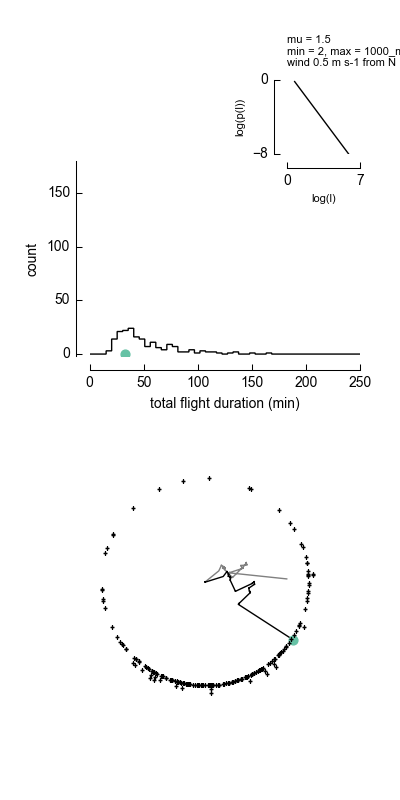 mu = 1.5
min = 2, max = 1000_m
wind 0.5 m s-1 from N
0
log(p(l))
−8
0
7
log(l)
150
100
50
0
count
0
50
100
150
200
250
total flight duration (min)